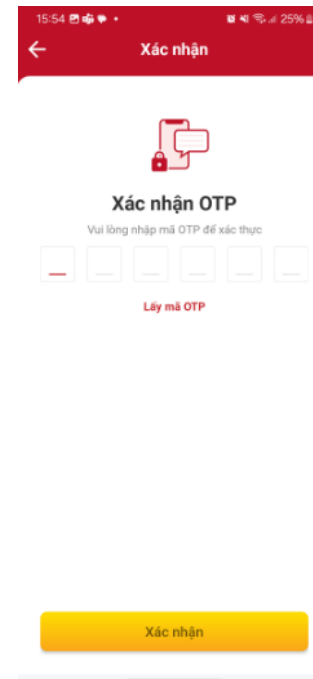 15:54 25%
Xác nhận
Xác nhận OTP
Vui lòng nhập mã OTP để xác thực
Lấy mã OTP
Xác nhận